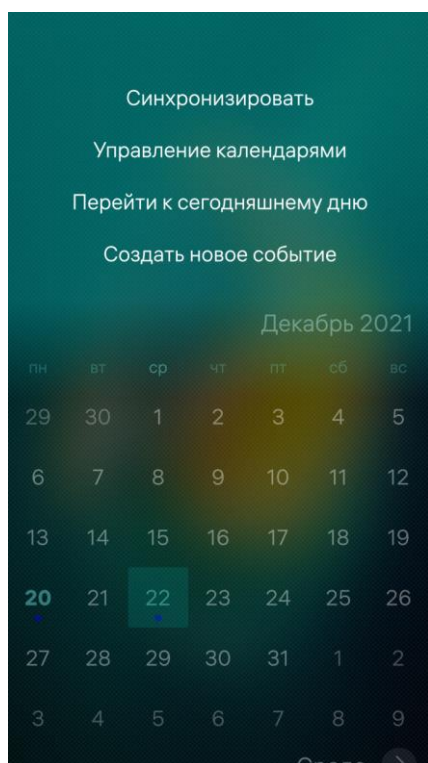 Синхронизировать
Управление календарями
Перейти к сегодняшнему дню
Создать новое событие
Декабрь 2021
пн вт ср чт пт сб вс
29 30 1 2 3 4 5
6 7 8 9 10 11 12
13 14 15 16 17 18 19
20 21 22 23 24 25 26
27 28 29 30 31 1 2
3 4 5 6 7 8 9